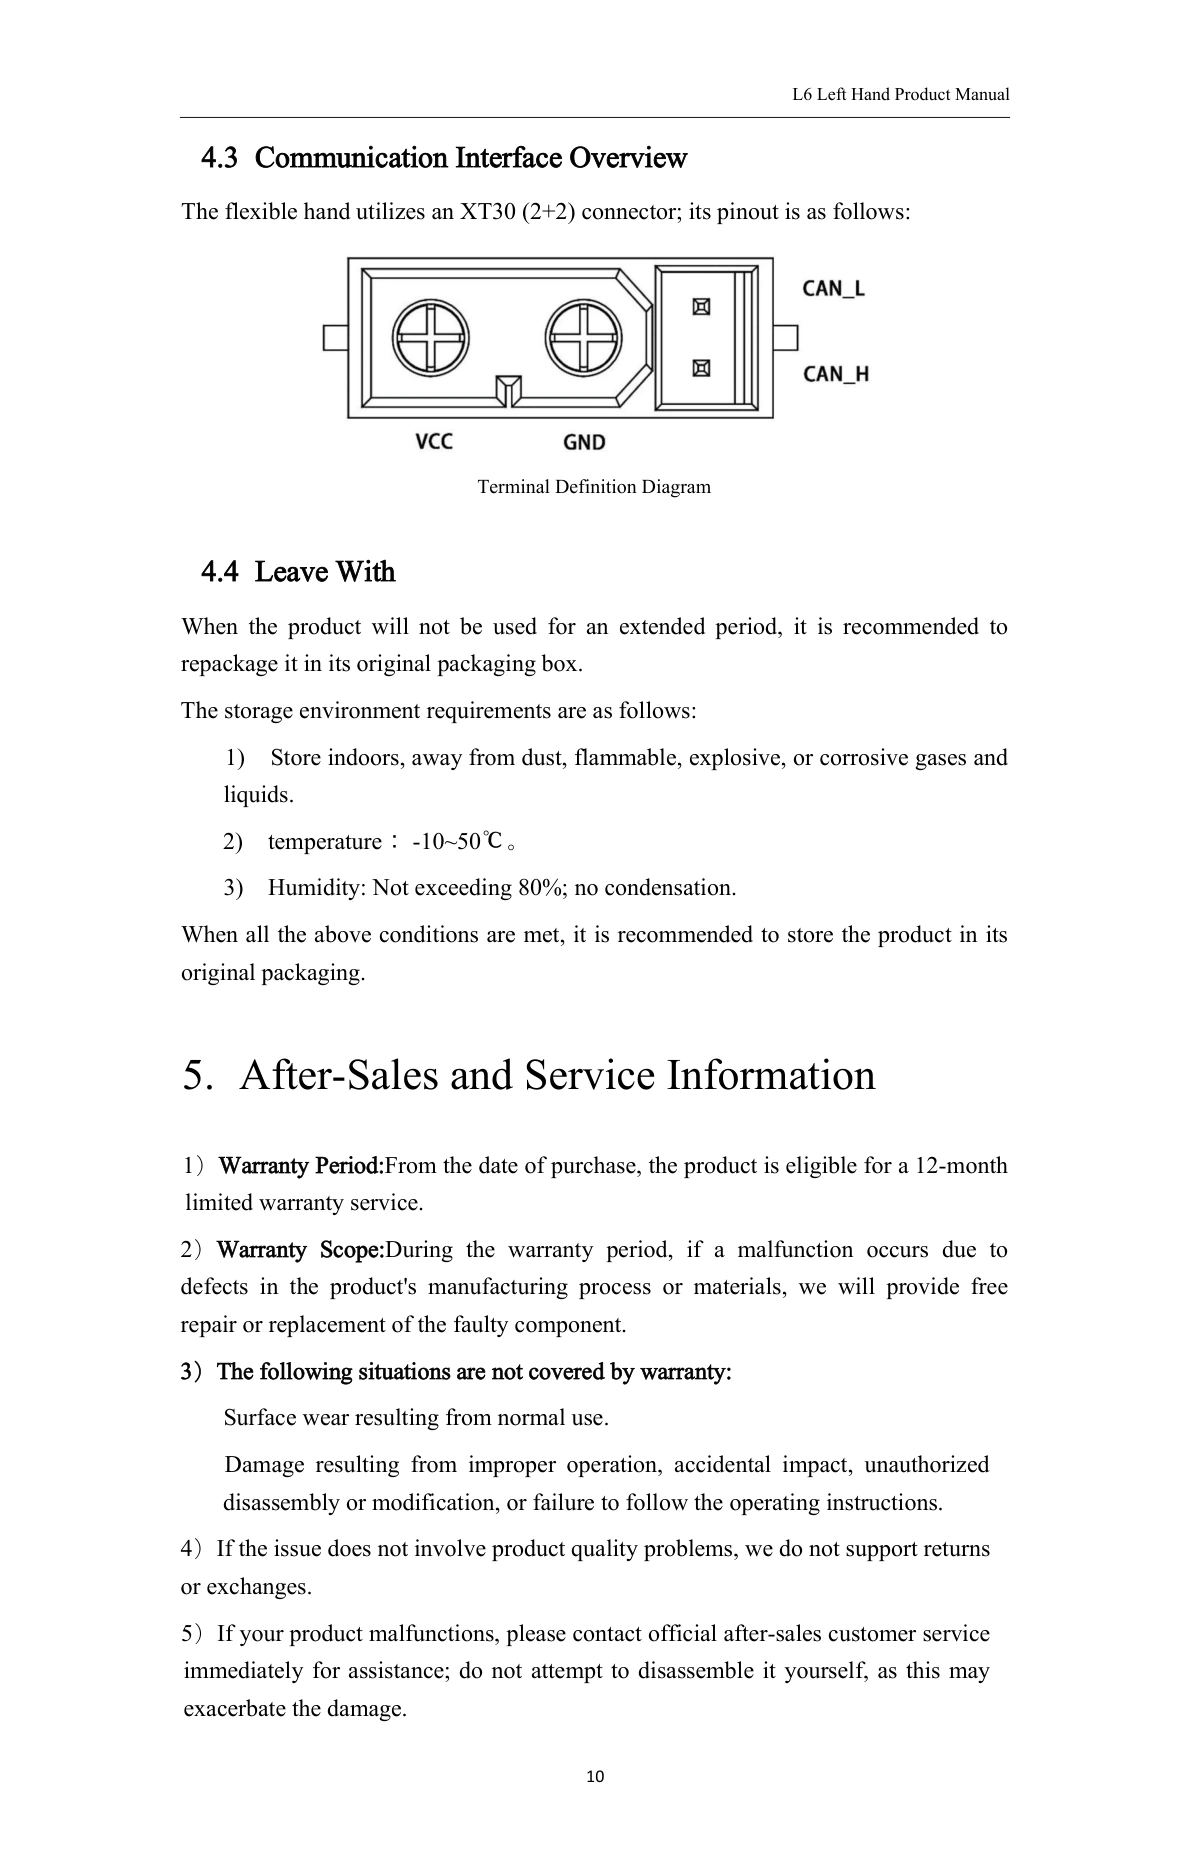 L6 Left Hand Product Manual
4.3 Communication Interface Overview
The flexible hand utilizes an XT30 (2+2) connector; its pinout is as follows:
CAN_L
CAN_H
VCC GND
Terminal Definition Diagram
4.4 Leave With
When the product will not be used for an extended period, it is recommended to
repackage it in its original packaging box.
The storage environment requirements are as follows:
1) Store indoors, away from dust, flammable, explosive, or corrosive gases and
liquids.
2) temperature： -10~50℃。
3) Humidity: Not exceeding 80%; no condensation.
When all the above conditions are met, it is recommended to store the product in its
original packaging.
5. After-Sales and Service Information
1）Warranty Period:From the date of purchase, the product is eligible for a 12-month
limited warranty service.
2）Warranty Scope:During the warranty period, if a malfunction occurs due to
defects in the product's manufacturing process or materials, we will provide free
repair or replacement of the faulty component.
3）The following situations are not covered by warranty:
Surface wear resulting from normal use.
Damage resulting from improper operation, accidental impact, unauthorized
disassembly or modification, or failure to follow the operating instructions.
4）If the issue does not involve product quality problems, we do not support returns
or exchanges.
5）If your product malfunctions, please contact official after-sales customer service
immediately for assistance; do not attempt to disassemble it yourself, as this may
exacerbate the damage.
10